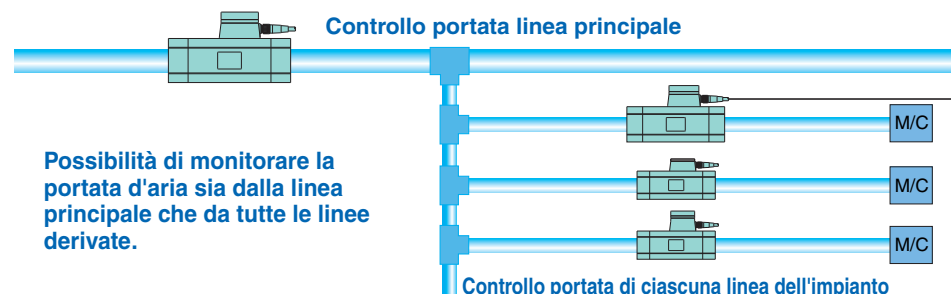 Controllo portata linea principale
M/C
Possibilità di monitorare la
portata d'aria sia dalla linea
principale che da tutte le linee
derivate.
M/C
M/C
Controllo portata di ciascuna linea dell'impianto